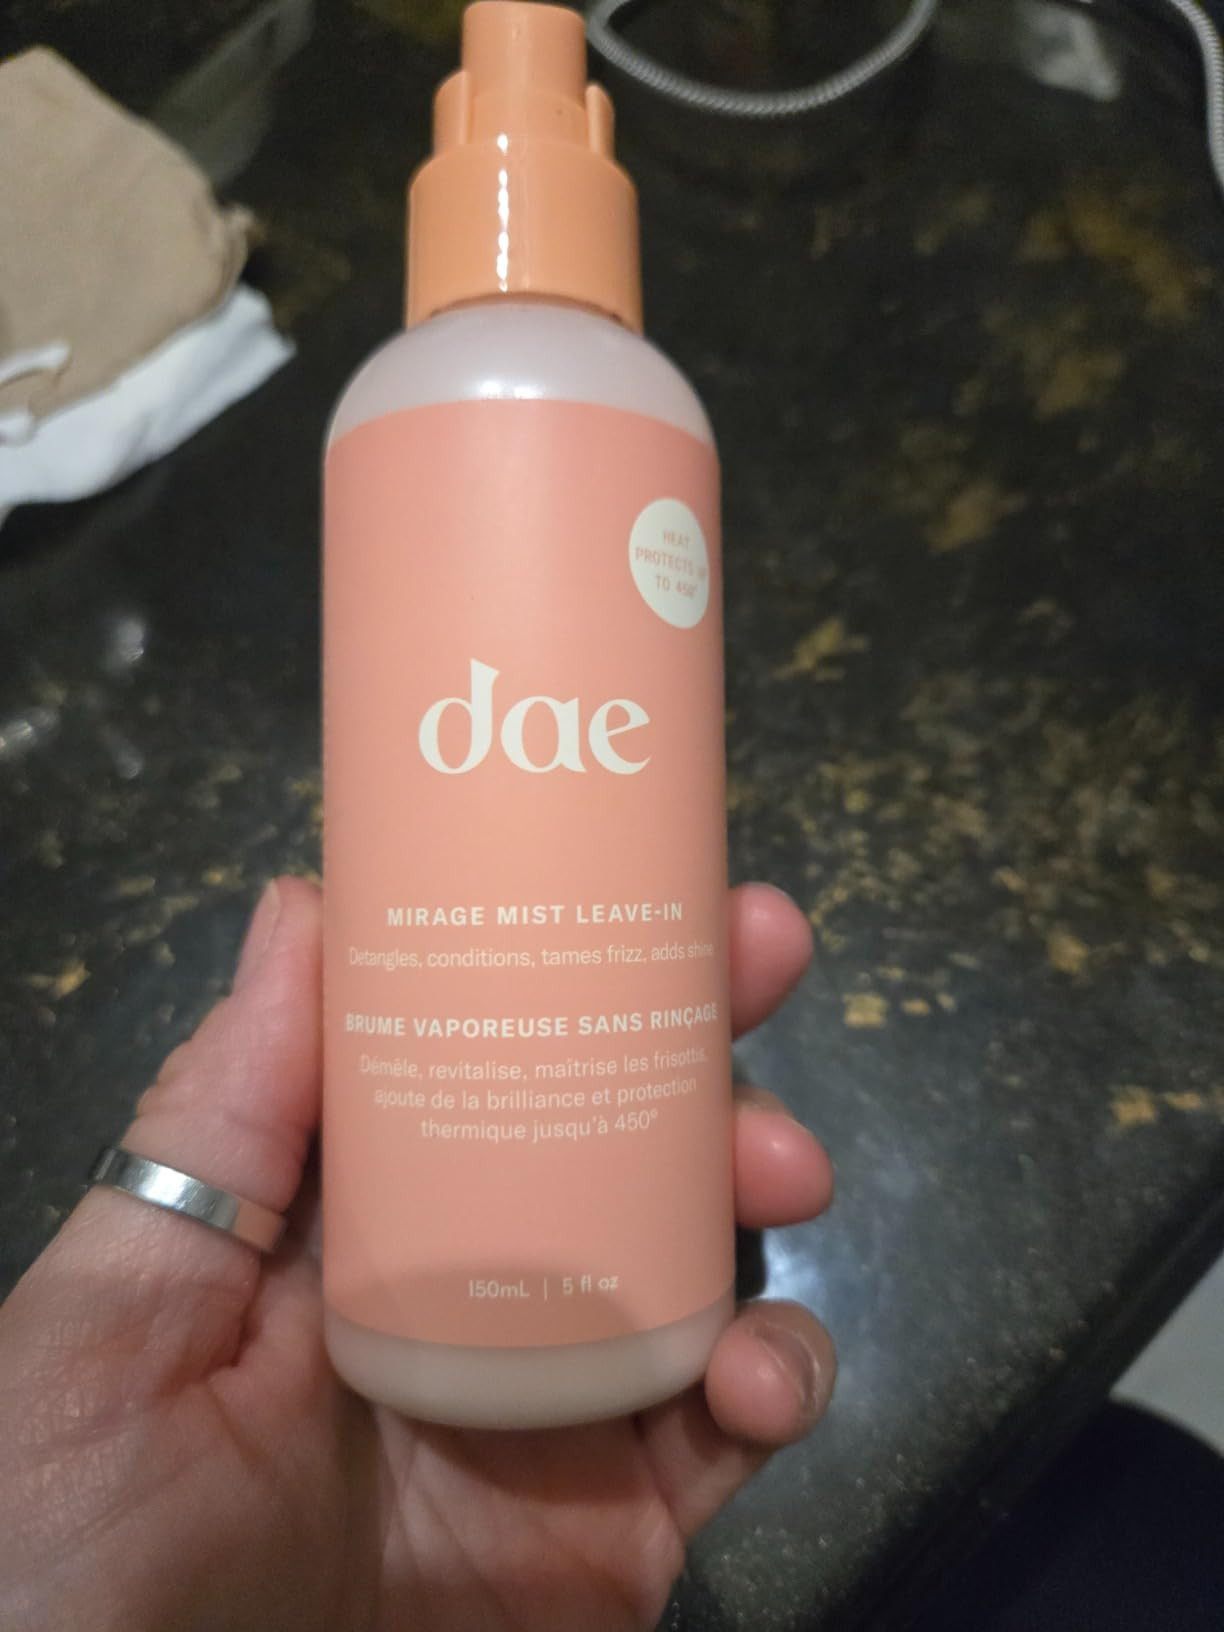 HEAT
PROTECTS UP
TO 450°
dae
MIRAGE MIST LEAVE-IN
Detangles, conditions, tames frizz, adds shine
BRUME VAPOREUSE SANS RINÇAGE
Démêle, revitalise, maîtrise les frisottis,
ajoute de la brilliance et protection
thermique jusqu'à 450°
150mL | 5 fl oz